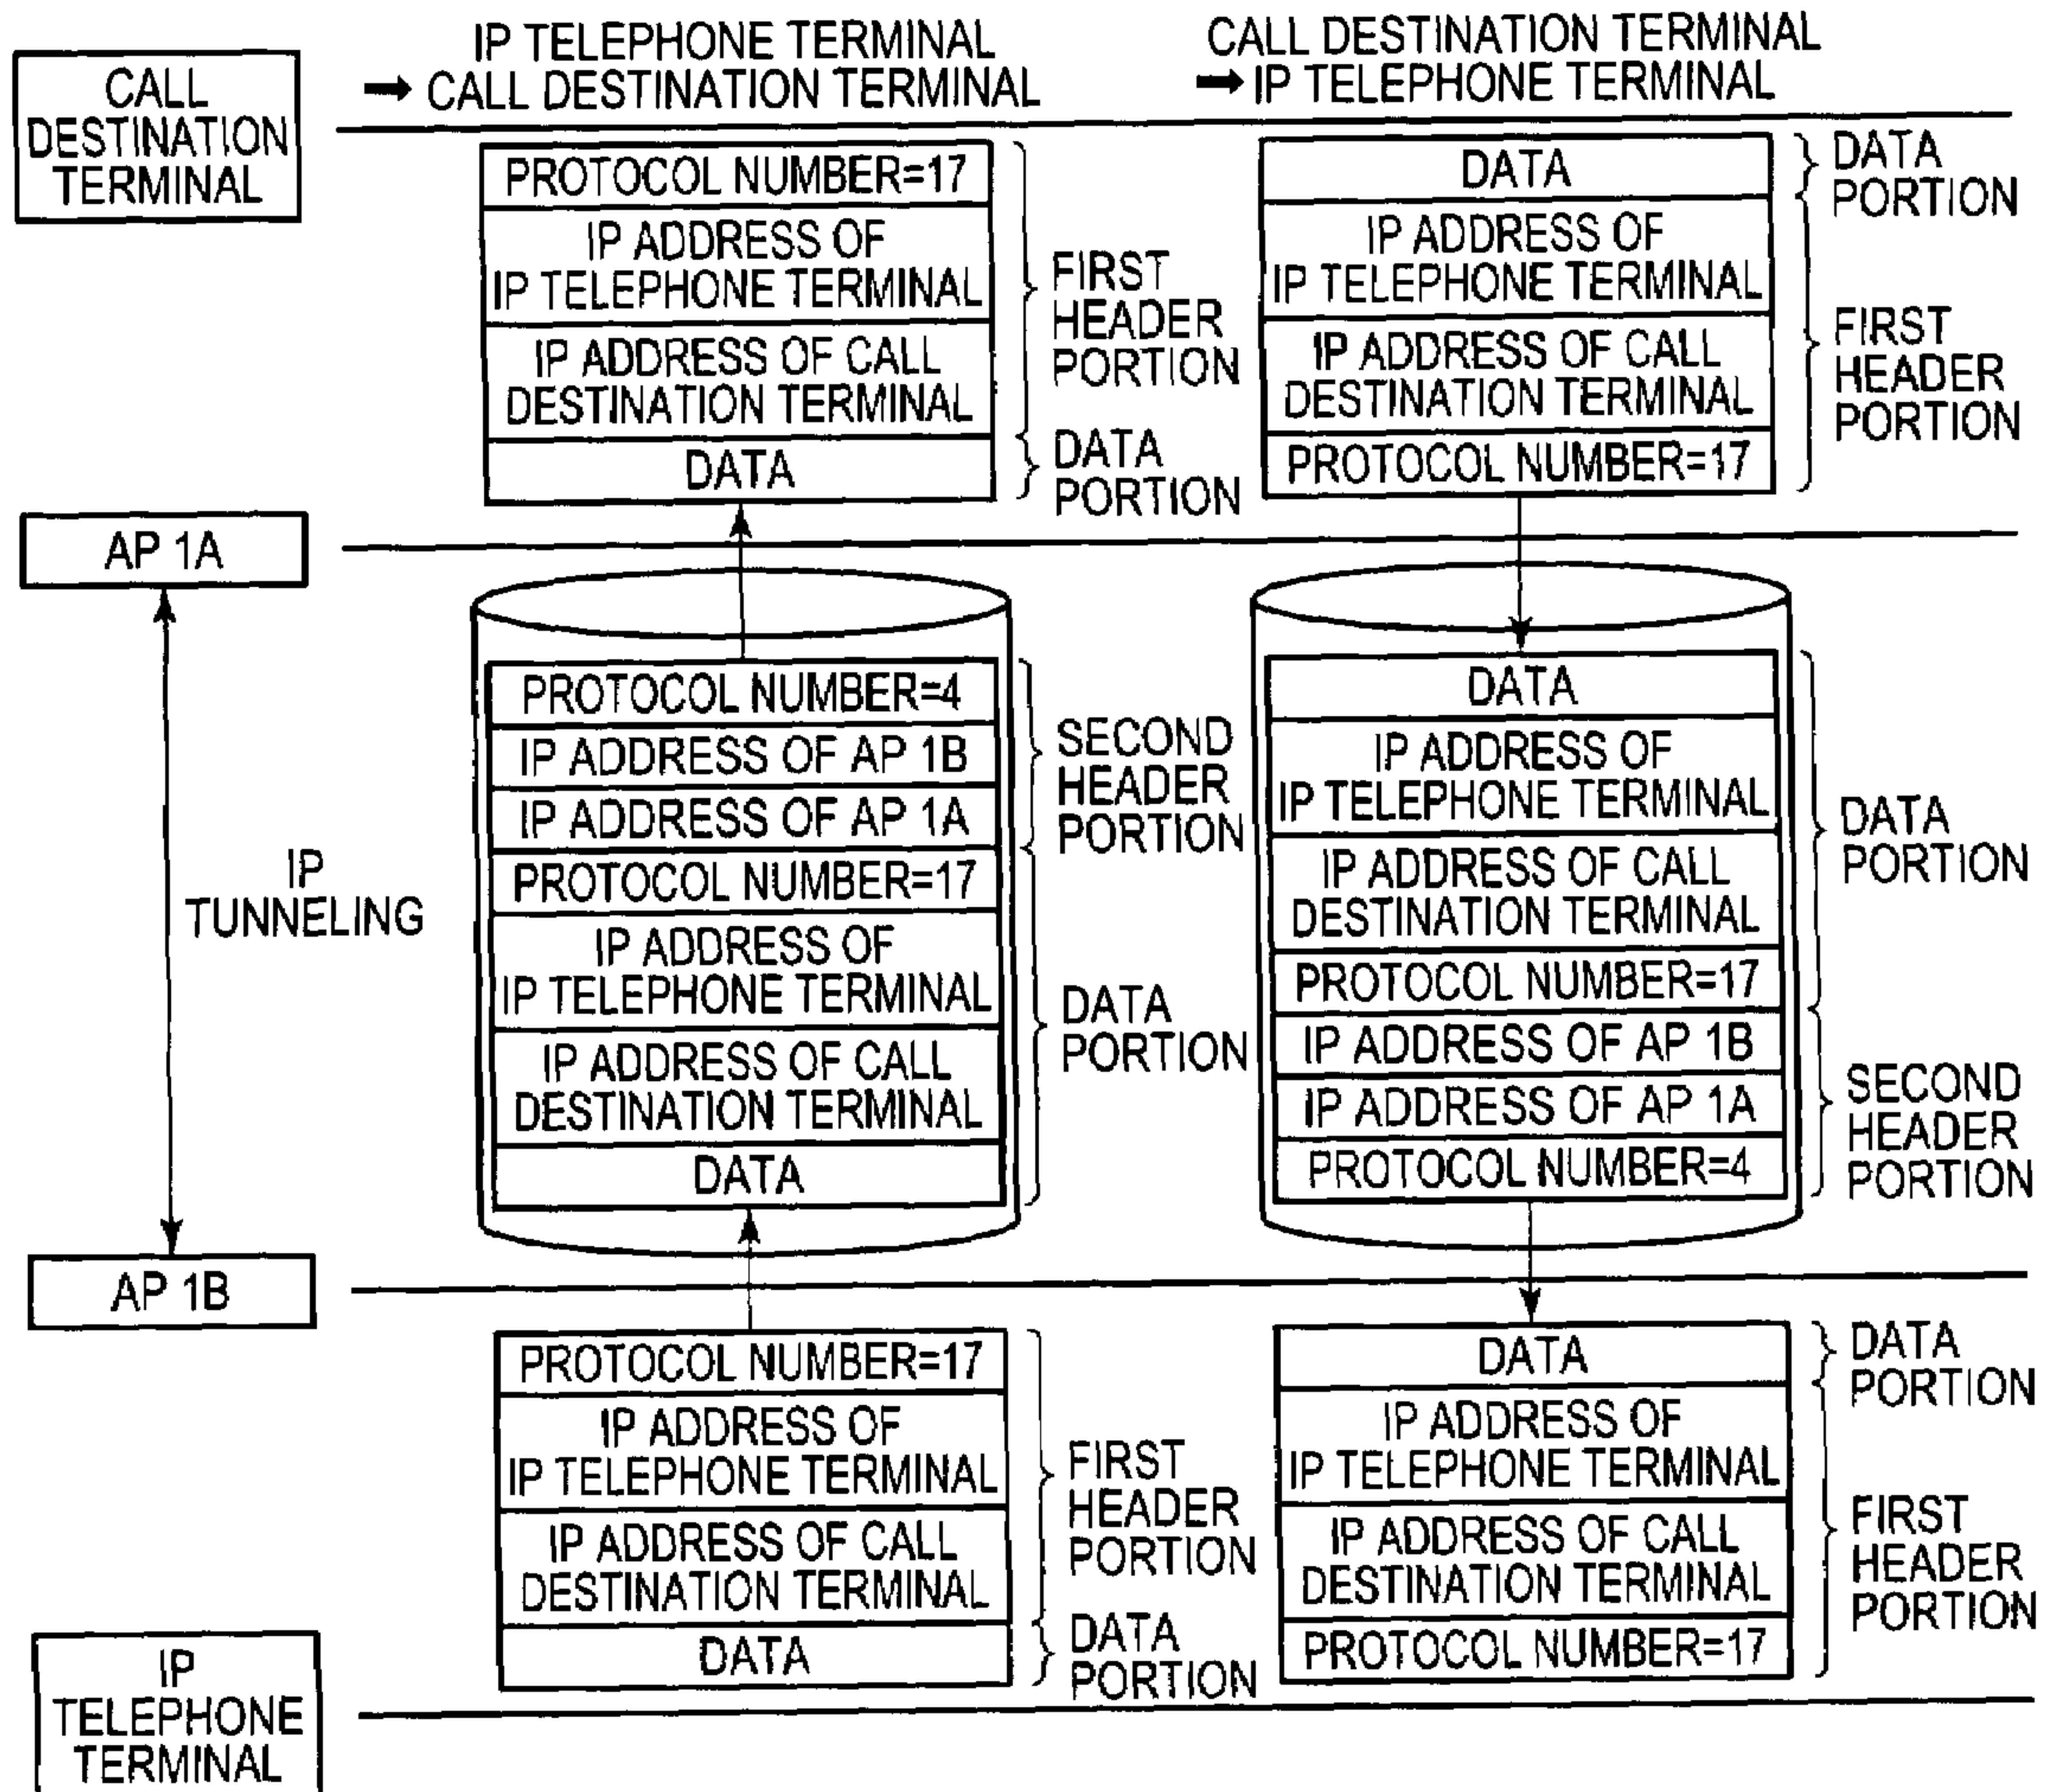 IP TELEPHONE TERMINAL
➡ CALL DESTINATION TERMINAL
CALL DESTINATION TERMINAL
➡ IP TELEPHONE TERMINAL
CALL
DESTINATION
TERMINAL
PROTOCOL NUMBER=17
IP ADDRESS OF
IP TELEPHONE TERMINAL
IP ADDRESS OF CALL
DESTINATION TERMINAL
DATA
FIRST
HEADER
PORTION
DATA
PORTION
DATA
IP ADDRESS OF
IP TELEPHONE TERMINAL
IP ADDRESS OF CALL
DESTINATION TERMINAL
PROTOCOL NUMBER=17
DATA
PORTION
FIRST
HEADER
PORTION
AP 1A
IP
TUNNELING
PROTOCOL NUMBER=4
IP ADDRESS OF AP 1B
IP ADDRESS OF AP 1A
PROTOCOL NUMBER=17
IP ADDRESS OF
IP TELEPHONE TERMINAL
IP ADDRESS OF CALL
DESTINATION TERMINAL
DATA
SECOND
HEADER
PORTION
DATA
PORTION
DATA
IP ADDRESS OF
IP TELEPHONE TERMINAL
IP ADDRESS OF CALL
DESTINATION TERMINAL
PROTOCOL NUMBER=17
IP ADDRESS OF AP 1B
IP ADDRESS OF AP 1A
PROTOCOL NUMBER=4
DATA
PORTION
SECOND
HEADER
PORTION
AP 1B
PROTOCOL NUMBER=17
IP ADDRESS OF
IP TELEPHONE TERMINAL
IP ADDRESS OF CALL
DESTINATION TERMINAL
DATA
FIRST
HEADER
PORTION
DATA
PORTION
DATA
IP ADDRESS OF
IP TELEPHONE TERMINAL
IP ADDRESS OF CALL
DESTINATION TERMINAL
PROTOCOL NUMBER=17
DATA
PORTION
FIRST
HEADER
PORTION
IP
TELEPHONE
TERMINAL